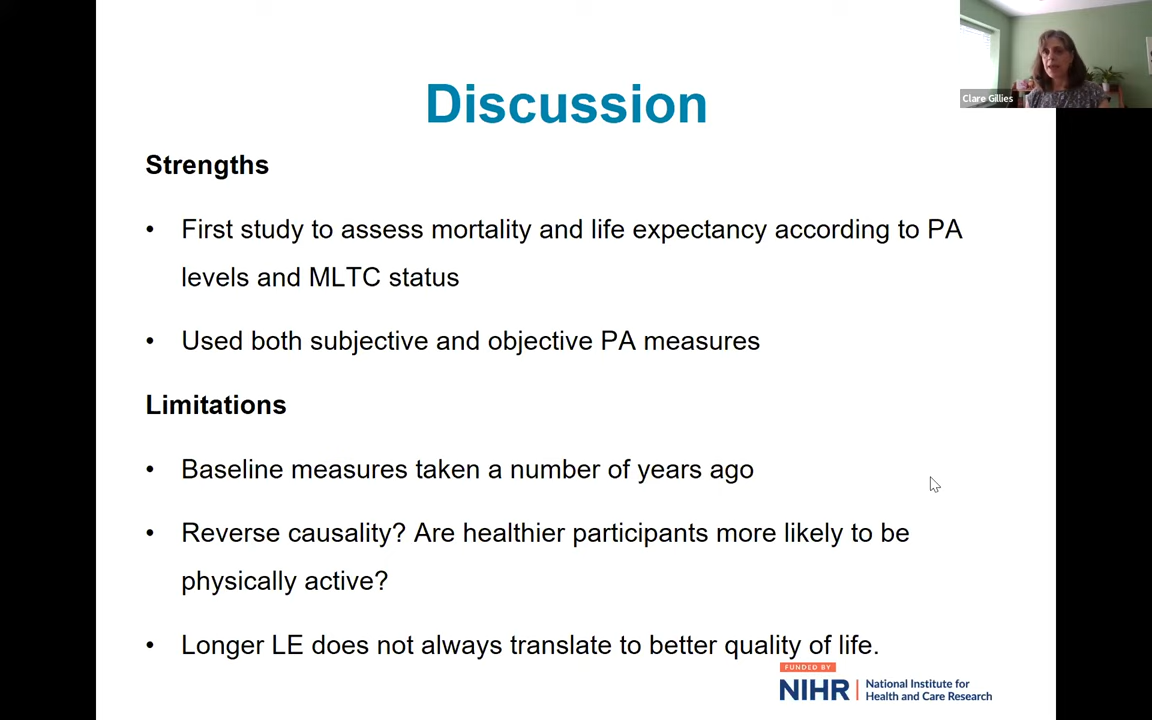 Clare Gillies
Discussion
Strengths
• First study to assess mortality and life expectancy according to PA
levels and MLTC status
• Used both subjective and objective PA measures
Limitations
• Baseline measures taken a number of years ago
• Reverse causality? Are healthier participants more likely to be
physically active?
• Longer LE does not always translate to better quality of life.
FUNDED BY
NIHR | National Institute for
Health and Care Research